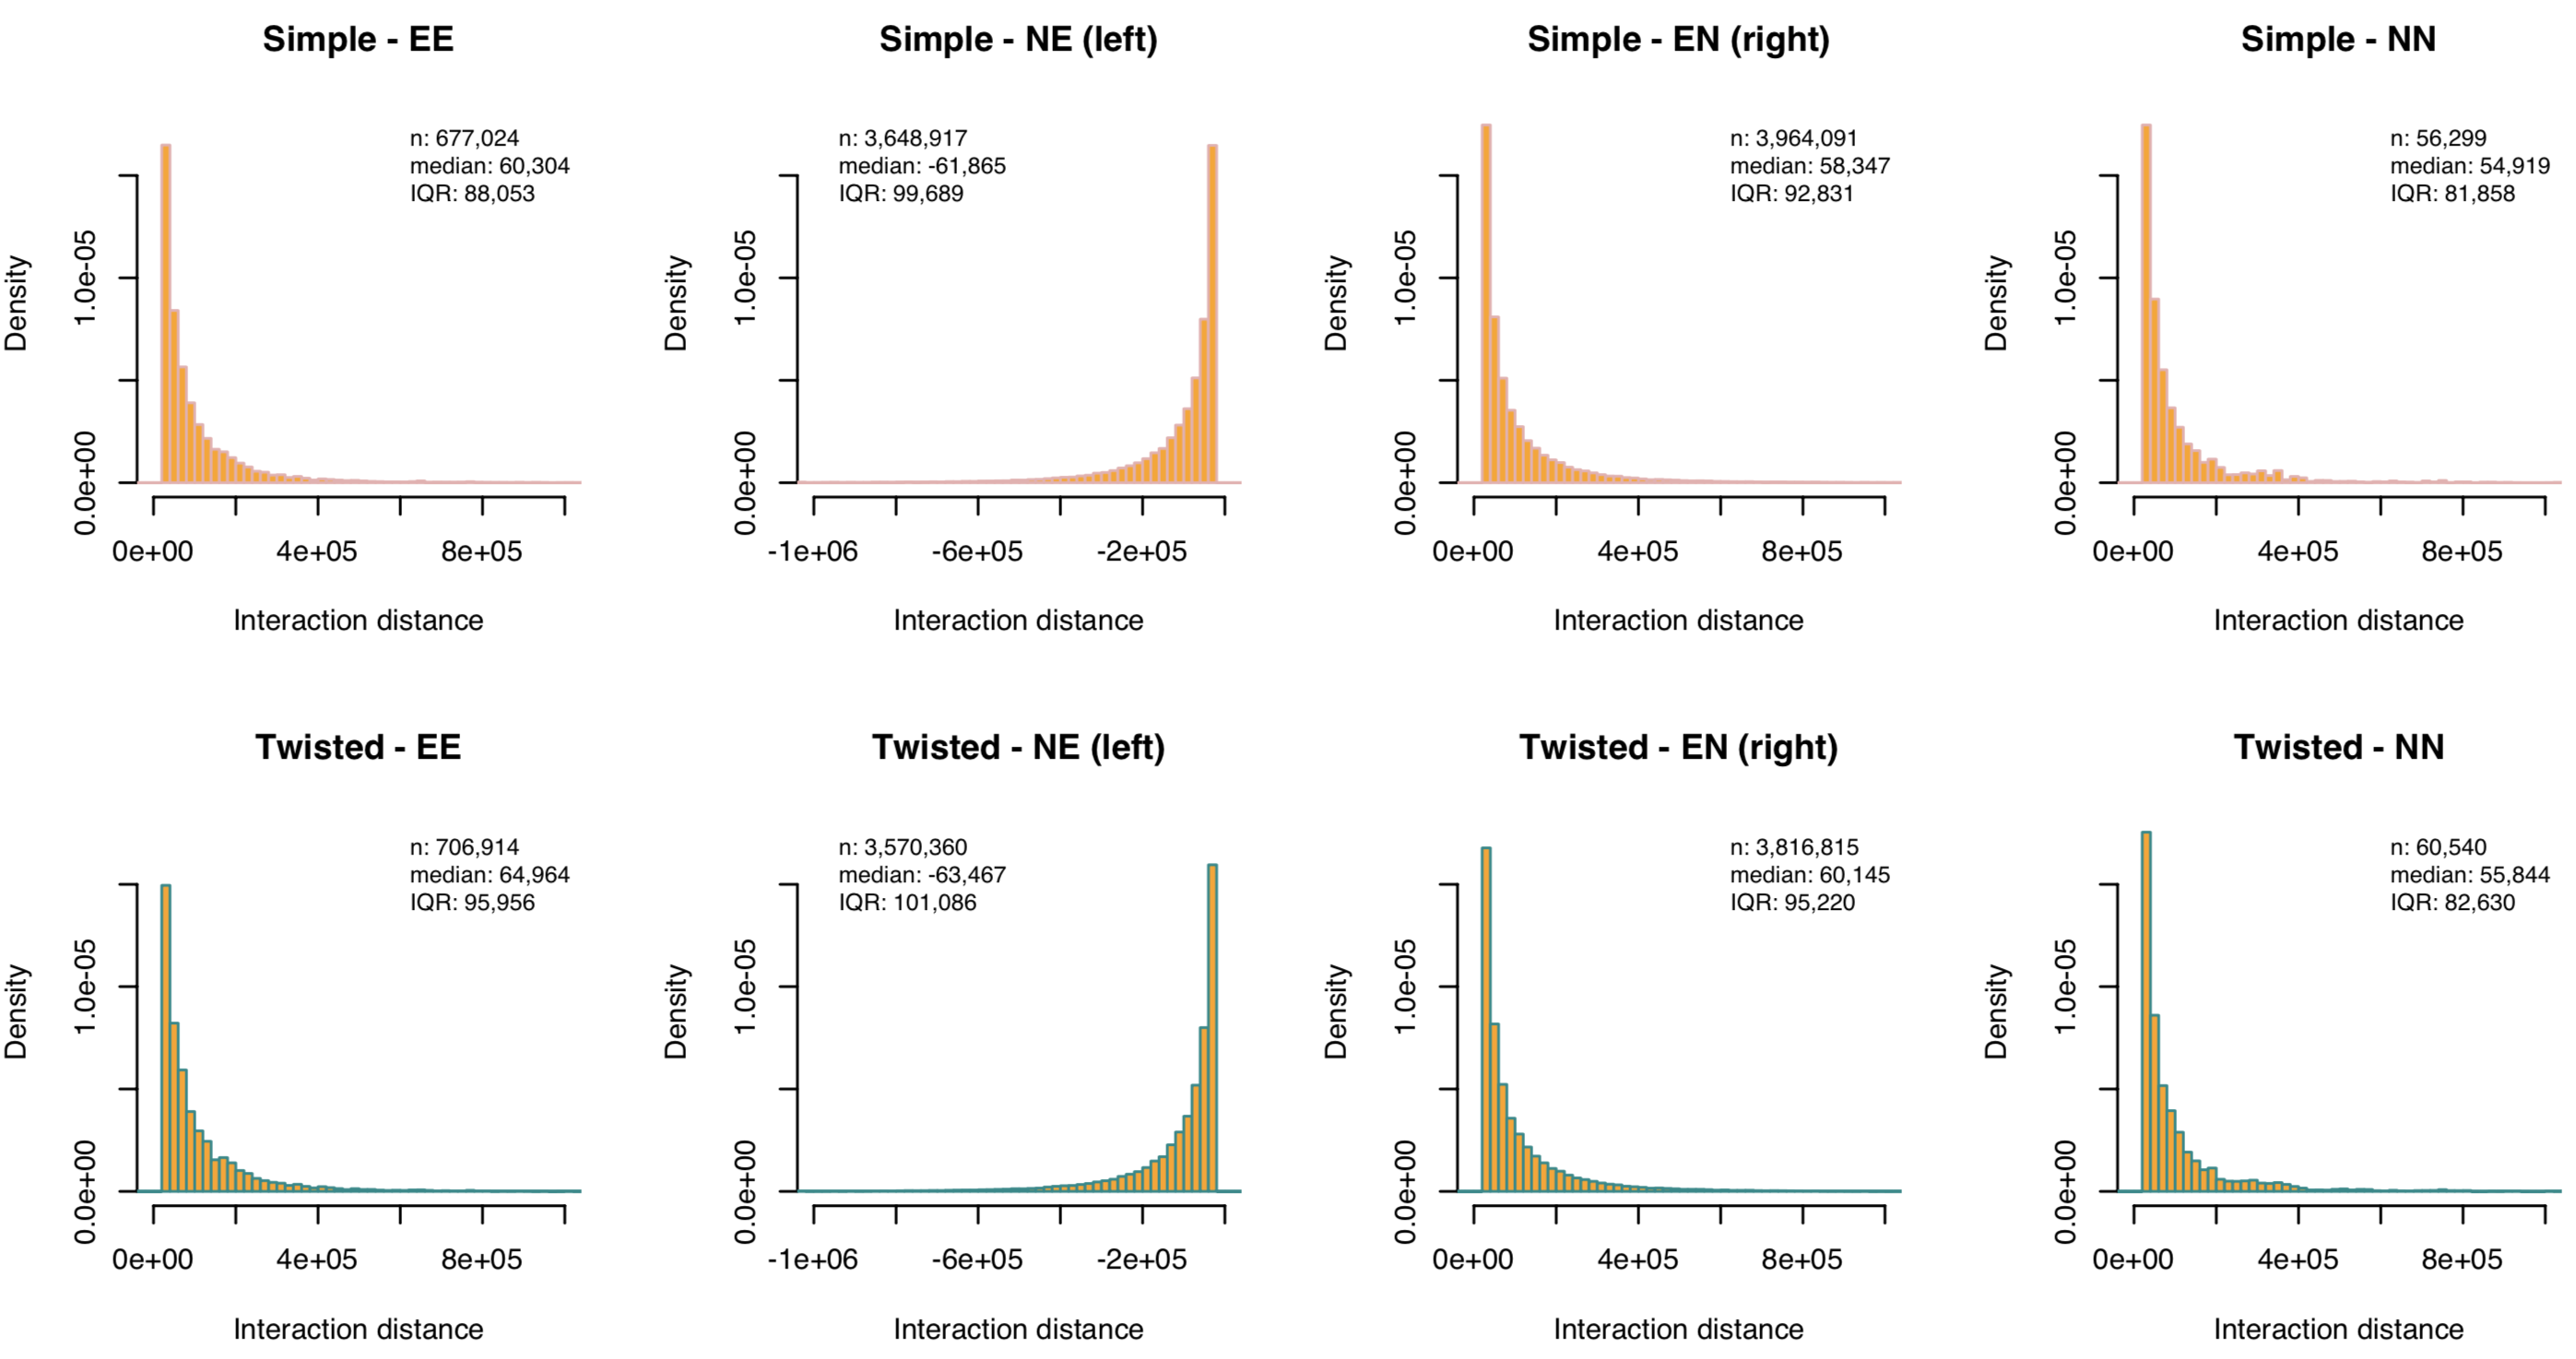 Simple - EE
n: 677,024
median: 60,304
IQR: 88,053
Density
0.0e+00
1.0e-05
0e+00 4e+05 8e+05
Interaction distance
Simple - NE (left)
n: 3,648,917
median: -61,865
IQR: 99,689
Density
0.0e+00
1.0e-05
-1e+06 -6e+05 -2e+05
Interaction distance
Simple - EN (right)
n: 3,964,091
median: 58,347
IQR: 92,831
Density
0.0e+00
1.0e-05
0e+00 4e+05 8e+05
Interaction distance
Simple - NN
n: 56,299
median: 54,919
IQR: 81,858
Density
0.0e+00
1.0e-05
0e+00 4e+05 8e+05
Interaction distance
Twisted - EE
n: 706,914
median: 64,964
IQR: 95,956
Density
0.0e+00
1.0e-05
0e+00 4e+05 8e+05
Interaction distance
Twisted - NE (left)
n: 3,570,360
median: -63,467
IQR: 101,086
Density
0.0e+00
1.0e-05
-1e+06 -6e+05 -2e+05
Interaction distance
Twisted - EN (right)
n: 3,816,815
median: 60,145
IQR: 95,220
Density
0.0e+00
1.0e-05
0e+00 4e+05 8e+05
Interaction distance
Twisted - NN
n: 60,540
median: 55,844
IQR: 82,630
Density
0.0e+00
1.0e-05
0e+00 4e+05 8e+05
Interaction distance